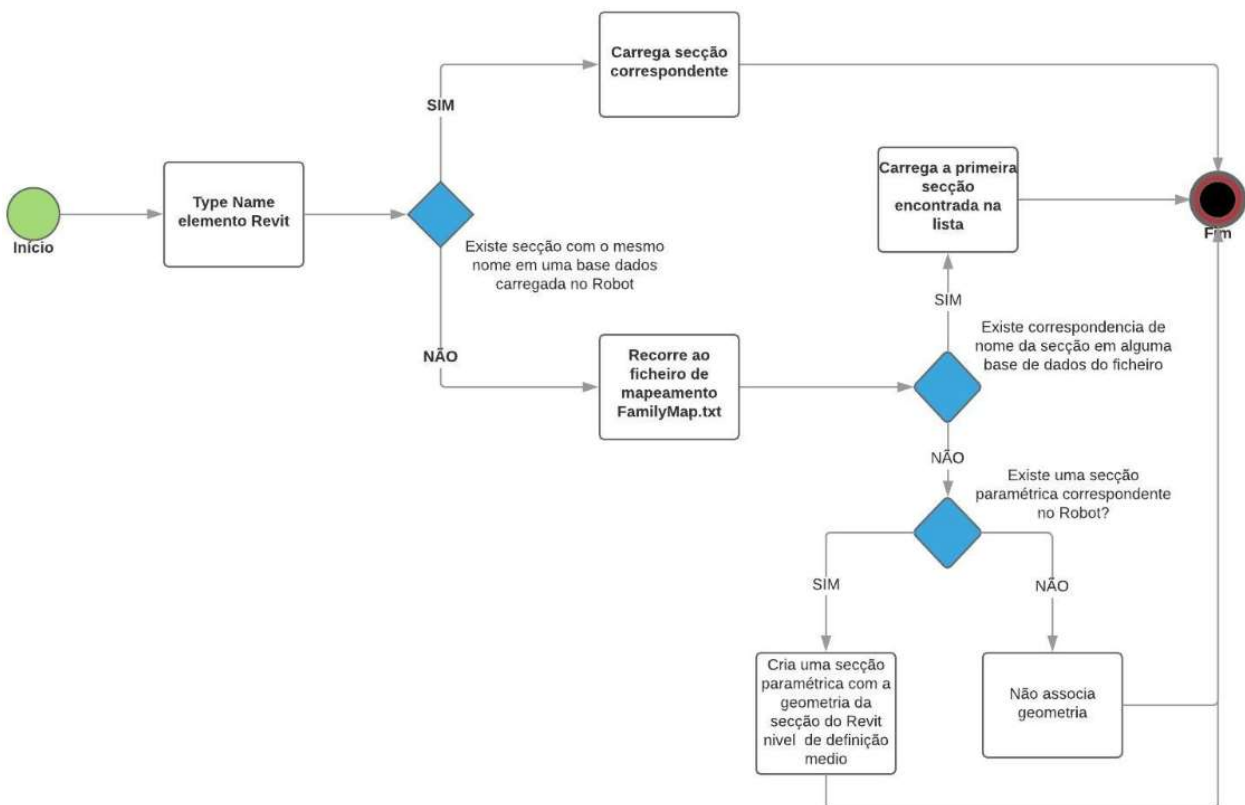 Carrega secção
correspondente
SIM
Carrega a primeira
secção
encontrada na
lista
Type Name
elemento Revit
Início
Fim
Existe secção com o mesmo
nome em uma base dados
carregada no Robot
SIM
Existe correspondencia de
nome da secção em alguma
base de dados do ficheiro
NÃO
Recorre ao
ficheiro de
mapeamento
FamilyMap.txt
NÃO
Existe uma secção
paramétrica correspondente
no Robot?
SIM
NÃO
Cria uma secção
paramétrica com a
geometria da
secção do Revit
nivel de definição
medio
Não associa
geometria